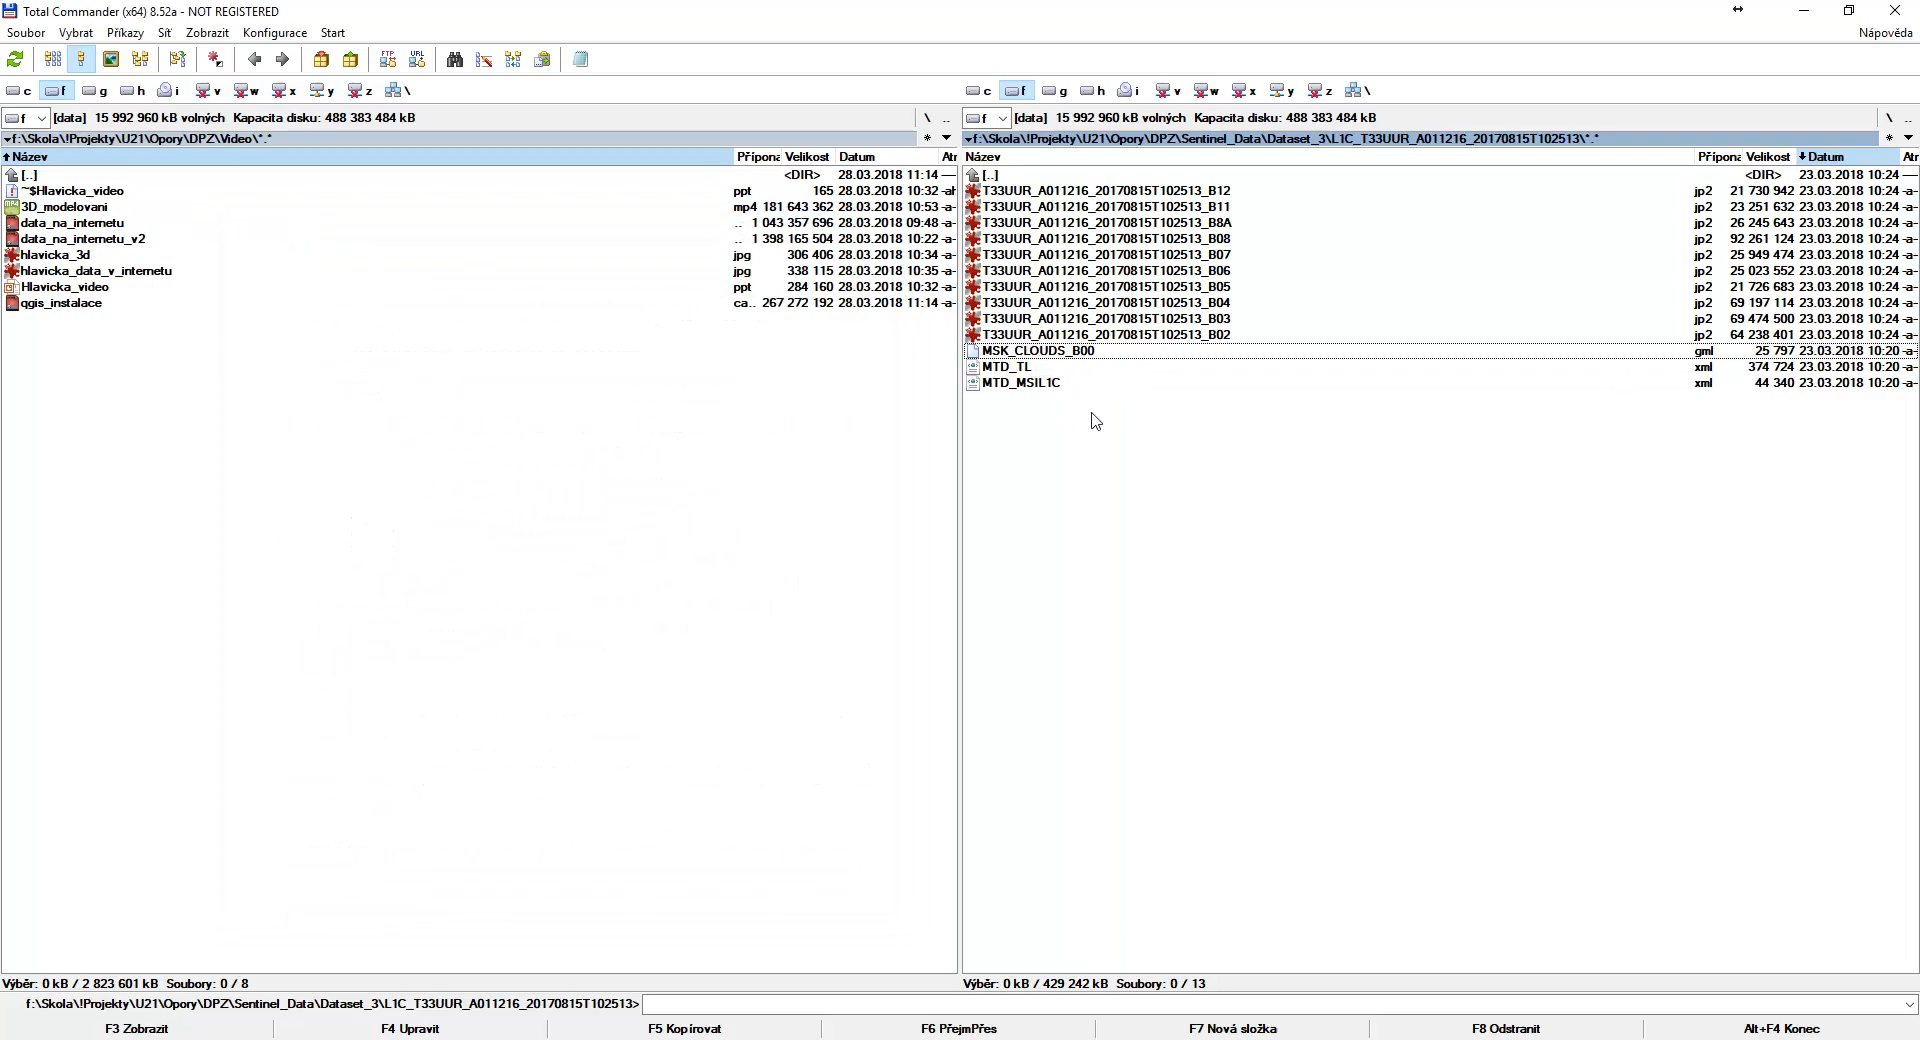 Total Commander (x64) 8.52a - NOT REGISTERED
Soubor Vybrat Příkazy Síť Zobrazit Konfigurace Start Nápověda
FTP URL
c f g h i v w x y z \ c f g h i v w x y z \
f [data] 15 992 960 kB volných Kapacita disku: 488 383 484 kB \ ..
f [data] 15 992 960 kB volných Kapacita disku: 488 383 484 kB \ ..
f:\Skola\!Projekty\U21\Opory\DPZ\Video\*.* *
Název Přípona Velikost Datum Atr
[..] <DIR> 28.03.2018 11:14 ----
~$Hlavicka_video ppt 165 28.03.2018 10:32 -ah
3D_modelovani mp4 181 643 362 28.03.2018 10:53 -a-
data_na_internetu .. 1 043 357 696 28.03.2018 09:48 -a-
data_na_internetu_v2 .. 1 398 165 504 28.03.2018 10:22 -a-
hlavicka_3d jpg 306 406 28.03.2018 10:34 -a-
hlavicka_data_v_internetu jpg 338 115 28.03.2018 10:35 -a-
Hlavicka_video ppt 284 160 28.03.2018 10:32 -a-
qgis_instalace ca.. 267 272 192 28.03.2018 11:14 -a-
Výběr: 0 kB / 2 823 601 kB Soubory: 0 / 8
f:\Skola\!Projekty\U21\Opory\DPZ\Sentinel_Data\Dataset_3\L1C_T33UUR_A011216_20170815T102513\*.* *
Název Přípona Velikost Datum Atr
[..] <DIR> 23.03.2018 10:24 ----
T33UUR_A011216_20170815T102513_B12 jp2 21 730 942 23.03.2018 10:24 -a-
T33UUR_A011216_20170815T102513_B11 jp2 23 251 632 23.03.2018 10:24 -a-
T33UUR_A011216_20170815T102513_B8A jp2 26 245 643 23.03.2018 10:24 -a-
T33UUR_A011216_20170815T102513_B08 jp2 92 261 124 23.03.2018 10:24 -a-
T33UUR_A011216_20170815T102513_B07 jp2 25 949 474 23.03.2018 10:24 -a-
T33UUR_A011216_20170815T102513_B06 jp2 25 023 552 23.03.2018 10:24 -a-
T33UUR_A011216_20170815T102513_B05 jp2 21 726 683 23.03.2018 10:24 -a-
T33UUR_A011216_20170815T102513_B04 jp2 69 197 114 23.03.2018 10:24 -a-
T33UUR_A011216_20170815T102513_B03 jp2 69 474 500 23.03.2018 10:24 -a-
T33UUR_A011216_20170815T102513_B02 jp2 64 238 401 23.03.2018 10:24 -a-
MSK_CLOUDS_B00 gml 25 797 23.03.2018 10:20 -a-
MTD_TL xml 374 724 23.03.2018 10:20 -a-
MTD_MSIL1C xml 44 340 23.03.2018 10:20 -a-
Výběr: 0 kB / 429 242 kB Soubory: 0 / 13
f:\Skola\!Projekty\U21\Opory\DPZ\Sentinel_Data\Dataset_3\L1C_T33UUR_A011216_20170815T102513>
F3 Zobrazit F4 Upravit F5 Kopírovat F6 PřejmPřes F7 Nová složka F8 Odstranit Alt+F4 Konec